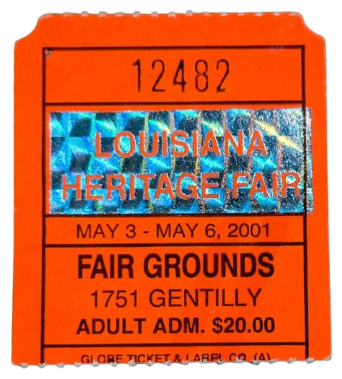 12482
LOUISIANA
HERITAGE FAIR
MAY 3 - MAY 6, 2001
FAIR GROUNDS
1751 GENTILLY
ADULT ADM. $20.00
GLOBE TICKET & LABEL CO. (A)